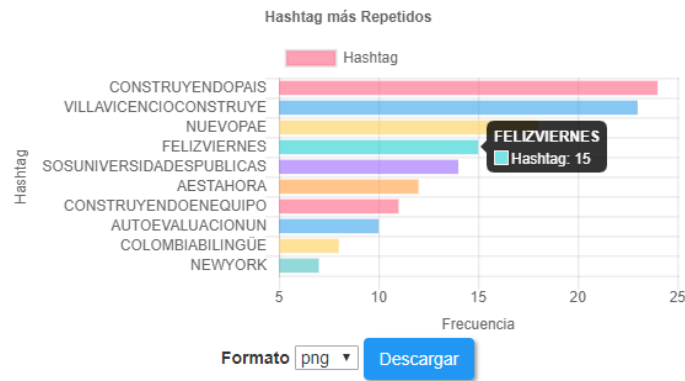 Hashtag más Repetidos
Hashtag
CONSTRUYENDOPAIS
VILLAVICENCIOCONSTRUYE
NUEVOPAE
FELIZVIERNES
SOSUNIVERSIDADESPUBLICAS
AESTAHORA
CONSTRUYENDOENEQUIPO
AUTOEVALUACIONUN
COLOMBIABILINGÜE
NEWYORK
Hashtag
FELIZVIERNES
Hashtag: 15
5 10 15 20 25
Frecuencia
Formato png Descargar